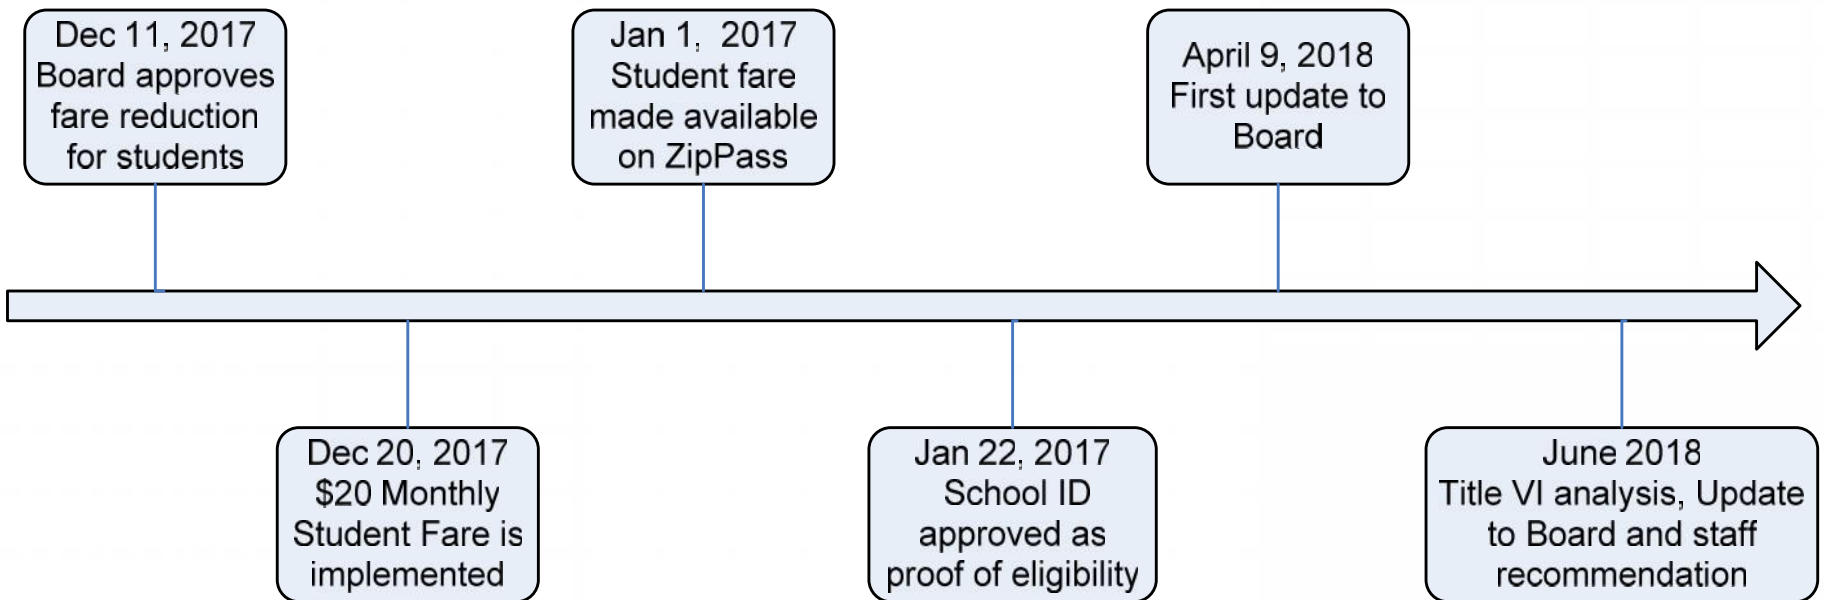 Dec 11, 2017
Board approves
fare reduction
for students
Dec 20, 2017
$20 Monthly
Student Fare is
implemented
Jan 1, 2017
Student fare
made available
on ZipPass
Jan 22, 2017
School ID
approved as
proof of eligibility
April 9, 2018
First update to
Board
June 2018
Title VI analysis, Update
to Board and staff
recommendation